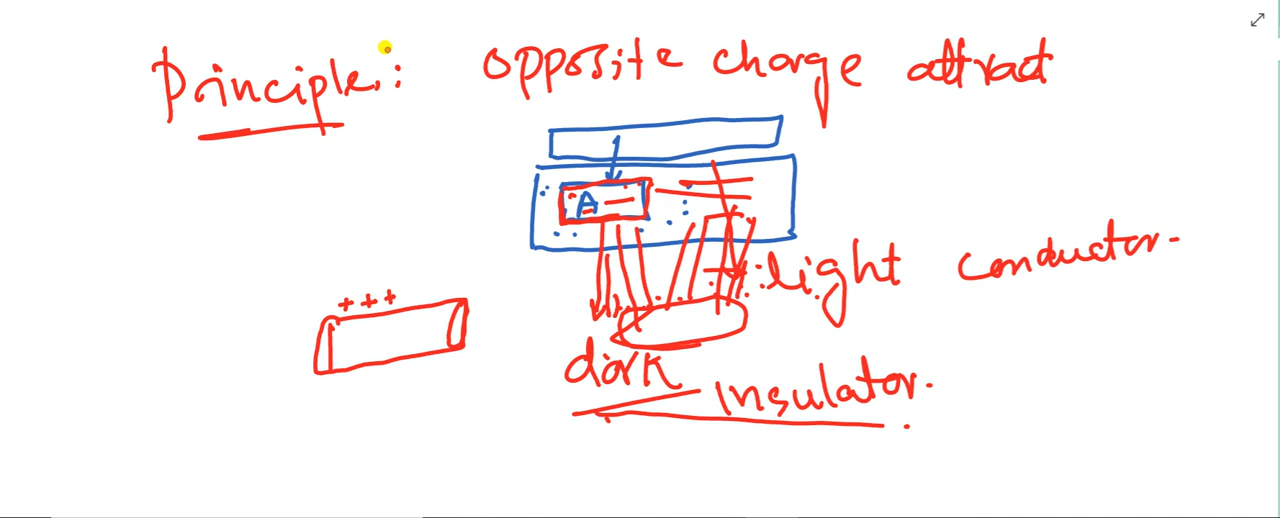 Principle: opposite charge attract
A
light conductor.
+++
dark insulator.